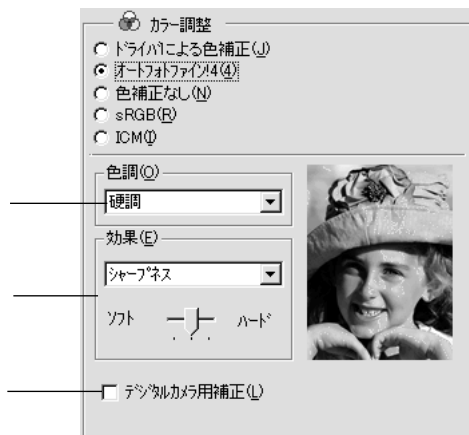 カラー調整
ドライバによる色補正(J)
オートフォトファイン!4(4)
色補正なし(N)
sRGB(R)
ICM(I)
色調(O)
硬調
効果(E)
シャープネス
ソフト ハード
デジタルカメラ用補正(L)